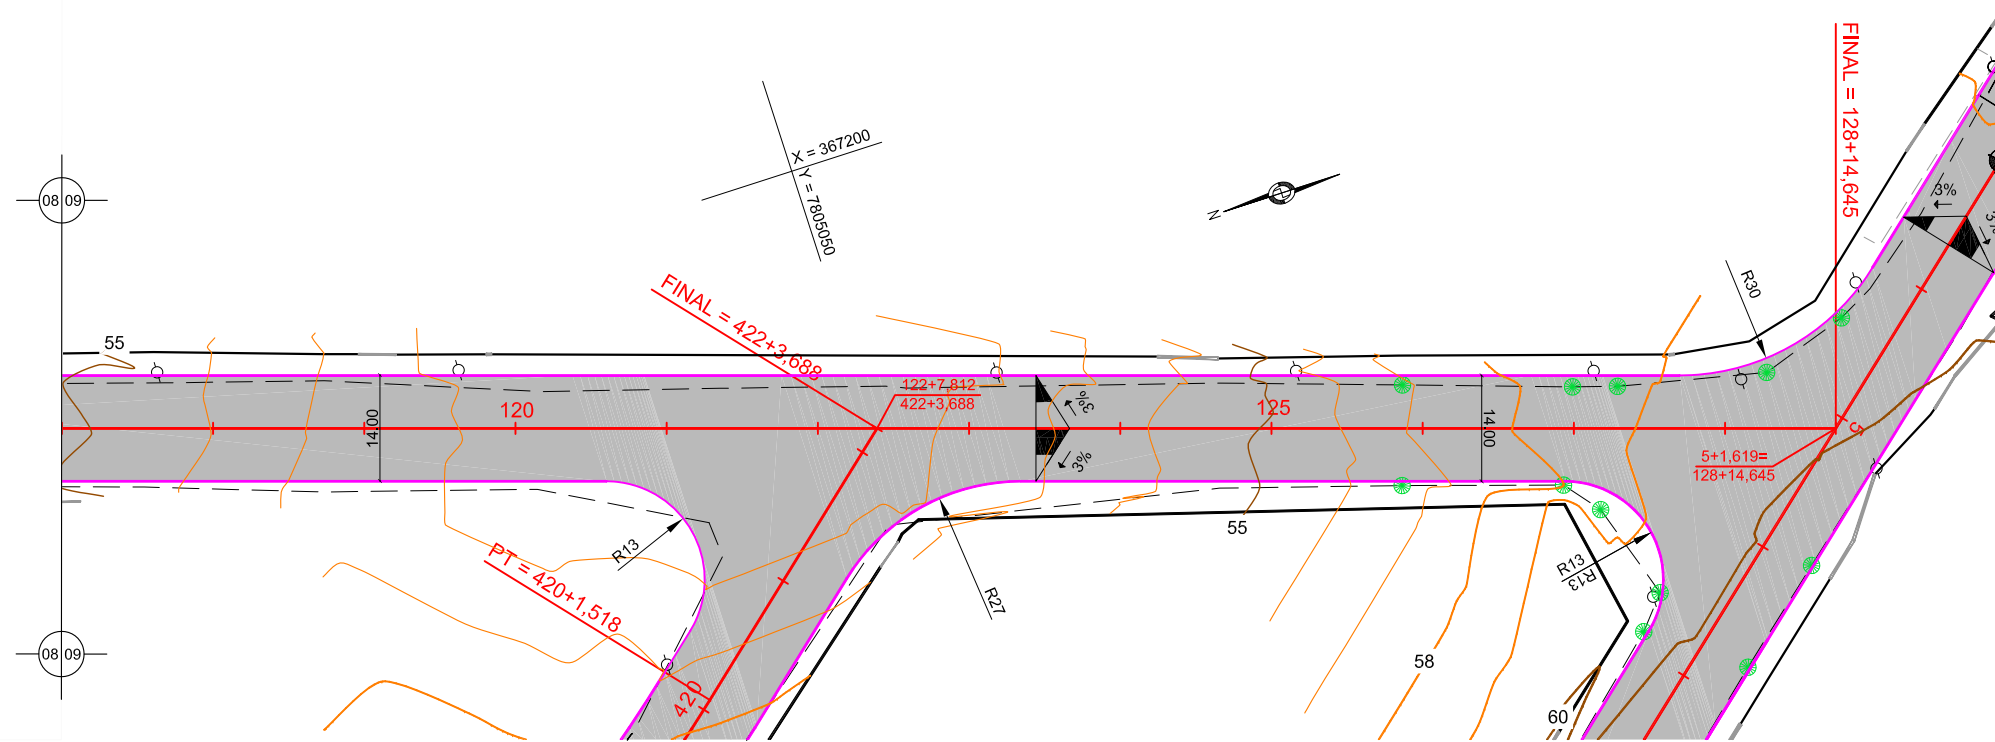 FINAL = 128+14,645
X = 367200
Y = 7805050
08 09
N
3%
3%
R30
FINAL = 422+3,688
55
122+7,812
422+3,688
120
125
14.00
14.00
3%
3%
5
5+1,619=
128+14,645
55
R13
R13
R13
R27
PT = 420+1,518
08 09
58
420
60